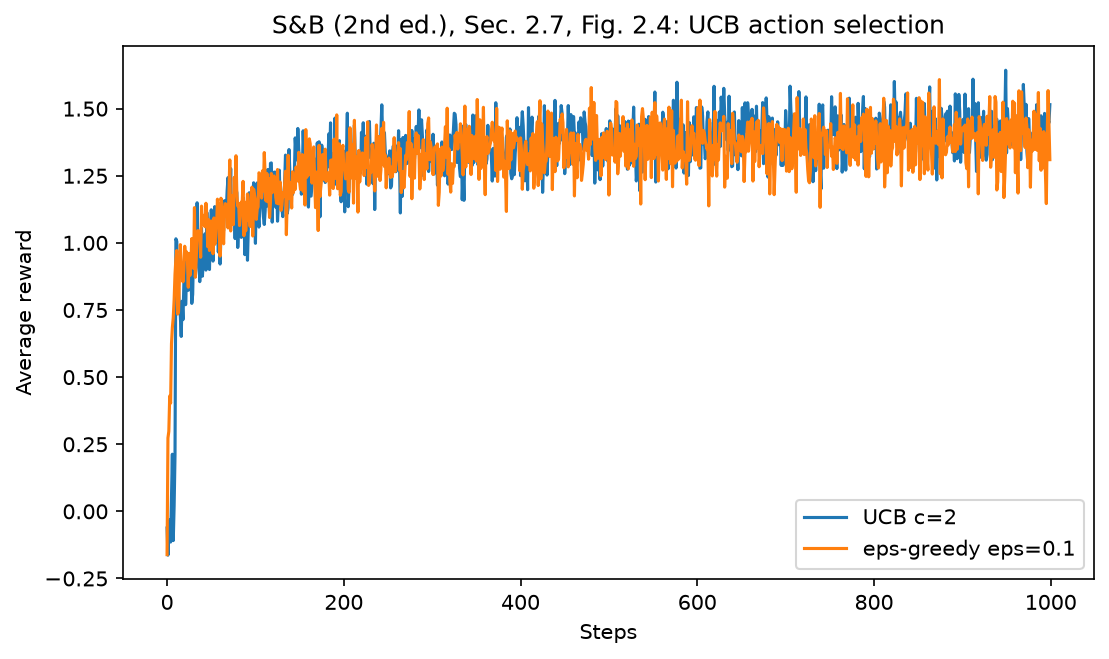 S&B (2nd ed.), Sec. 2.7, Fig. 2.4: UCB action selection
1.50
1.25
1.00
0.75
0.50
0.25
0.00
−0.25
Average reward
0 200 400 600 800 1000
Steps
UCB c=2
eps-greedy eps=0.1